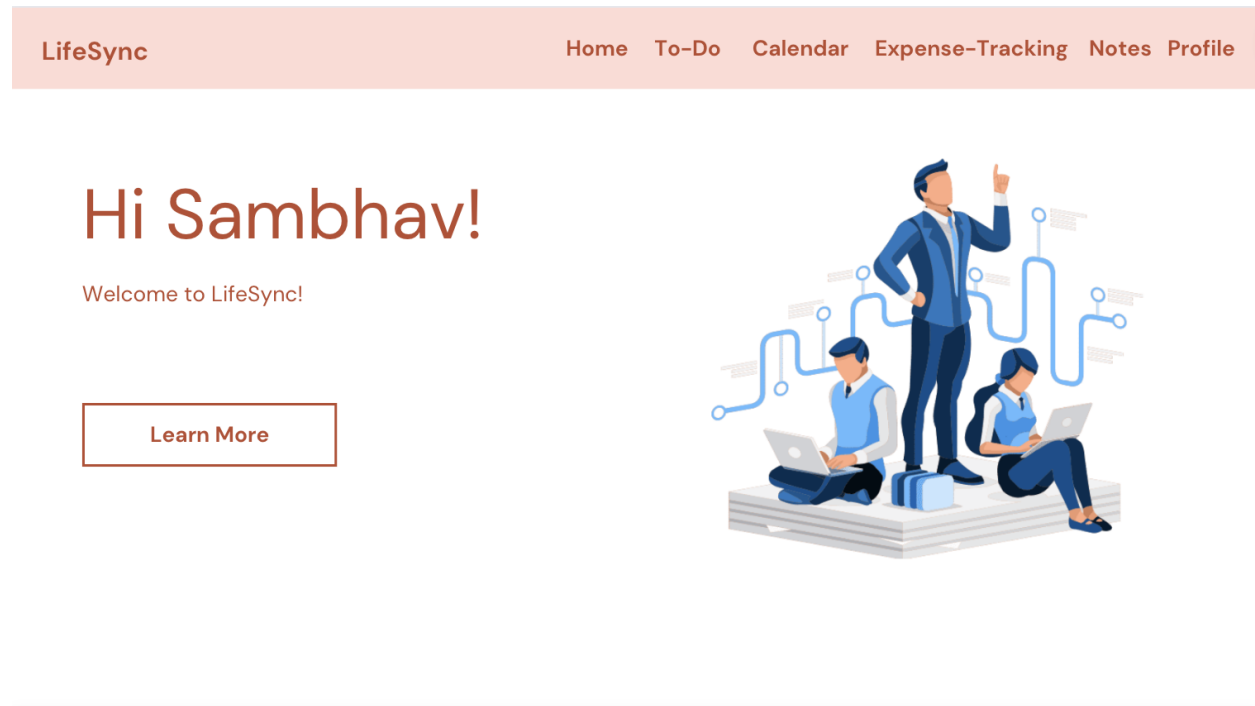 LifeSync
Home To-Do Calendar Expense-Tracking Notes Profile
Hi Sambhav!
Welcome to LifeSync!
Learn More